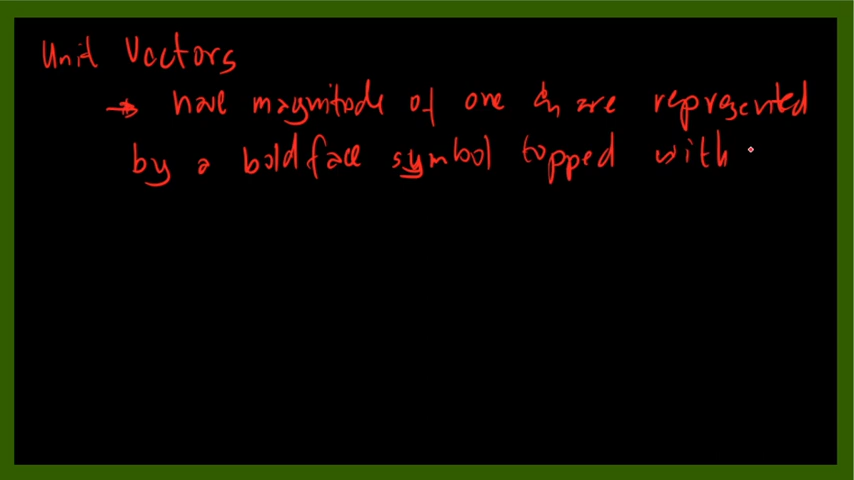 Unit Vectors
→ have magnitude of one & are represented
by a boldface symbol topped with